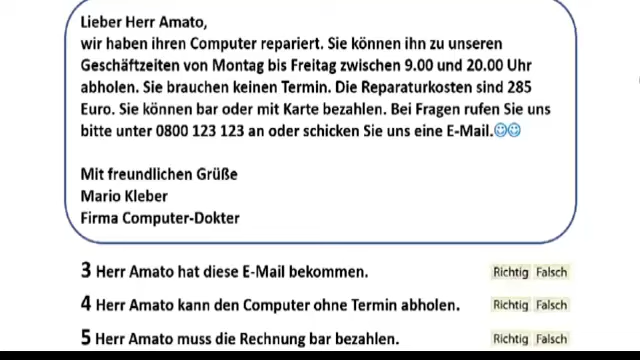 Lieber Herr Amato,
wir haben ihren Computer repariert. Sie können ihn zu unseren
Geschäftzeiten von Montag bis Freitag zwischen 9.00 und 20.00 Uhr
abholen. Sie brauchen keinen Termin. Die Reparaturkosten sind 285
Euro. Sie können bar oder mit Karte bezahlen. Bei Fragen rufen Sie uns
bitte unter 0800 123 123 an oder schicken Sie uns eine E-Mail.☺☺
Mit freundlichen Grüße
Mario Kleber
Firma Computer-Dokter
3 Herr Amato hat diese E-Mail bekommen. Richtig Falsch
4 Herr Amato kann den Computer ohne Termin abholen. Richtig Falsch
5 Herr Amato muss die Rechnung bar bezahlen. Richtig Falsch